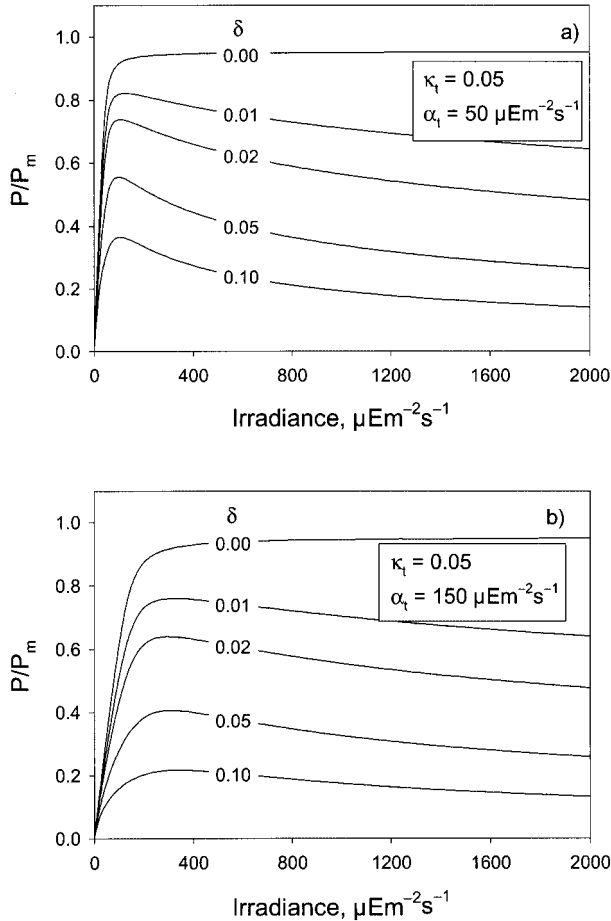 δ
a)
1.0
0.00
κt = 0.05
αt = 50 µEm−2s−1
0.8
0.01
P/Pm
0.6
0.02
0.4
0.05
0.2
0.10
0.0
0 400 800 1200 1600 2000
Irradiance, µEm−2s−1
δ
b)
1.0
0.00
κt = 0.05
αt = 150 µEm−2s−1
0.8
0.01
P/Pm
0.6
0.02
0.4
0.05
0.2
0.10
0.0
0 400 800 1200 1600 2000
Irradiance, µEm−2s−1